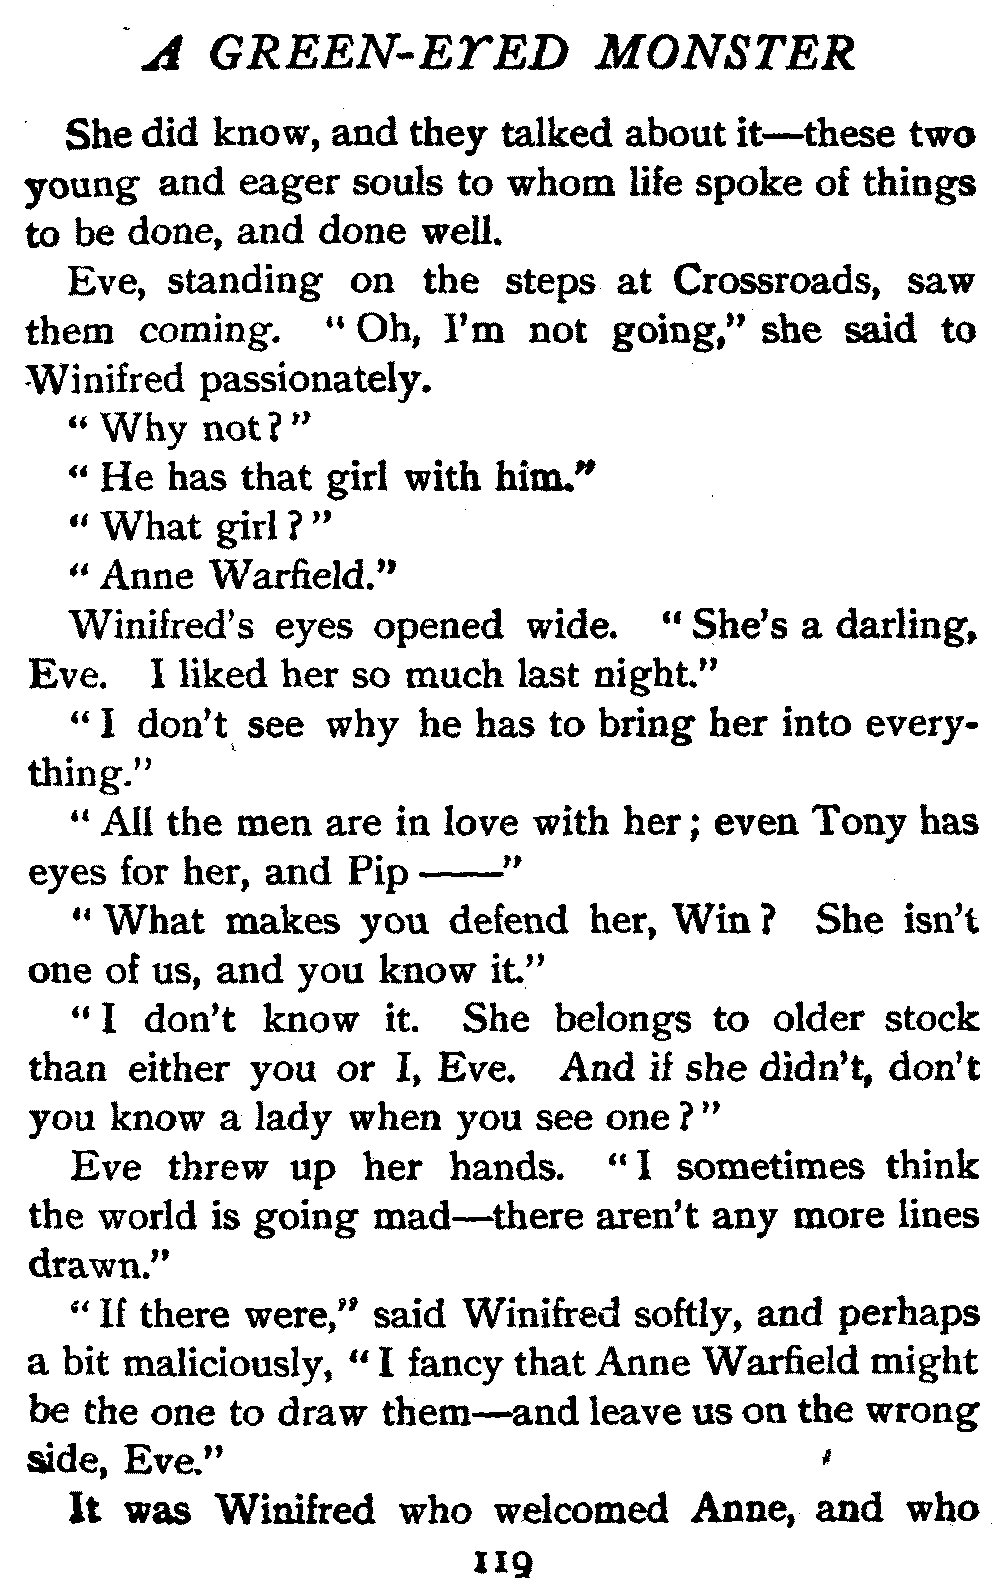 A GREEN-EYED MONSTER
She did know, and they talked about it—these two
young and eager souls to whom life spoke of things
to be done, and done well.
Eve, standing on the steps at Crossroads, saw
them coming. "Oh, I'm not going," she said to
Winifred passionately.
"Why not?"
"He has that girl with him."
"What girl?"
"Anne Warfield."
Winifred's eyes opened wide. "She's a darling,
Eve. I liked her so much last night."
"I don't see why he has to bring her into every-
thing."
"All the men are in love with her; even Tony has
eyes for her, and Pip ——"
"What makes you defend her, Win? She isn't
one of us, and you know it."
"I don't know it. She belongs to older stock
than either you or I, Eve. And if she didn't, don't
you know a lady when you see one?"
Eve threw up her hands. "I sometimes think
the world is going mad—there aren't any more lines
drawn."
"If there were," said Winifred softly, and perhaps
a bit maliciously, "I fancy that Anne Warfield might
be the one to draw them—and leave us on the wrong
side, Eve."
It was Winifred who welcomed Anne, and who
119